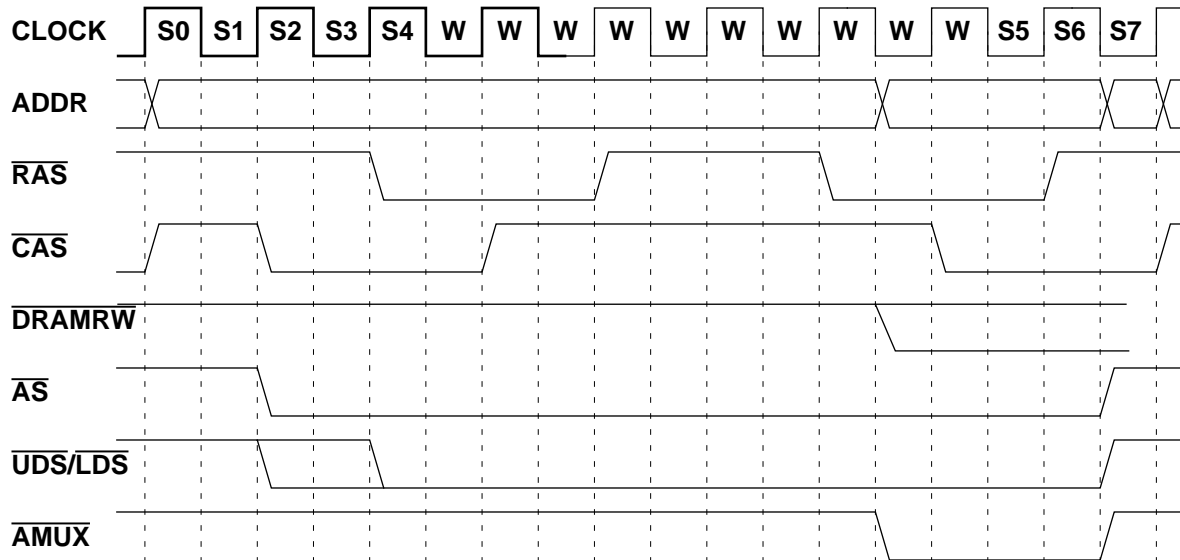 CLOCK S0 S1 S2 S3 S4 W W W W W W W W W W S5 S6 S7
ADDR
RAS
CAS
DRAMRW
AS
UDS/LDS
AMUX